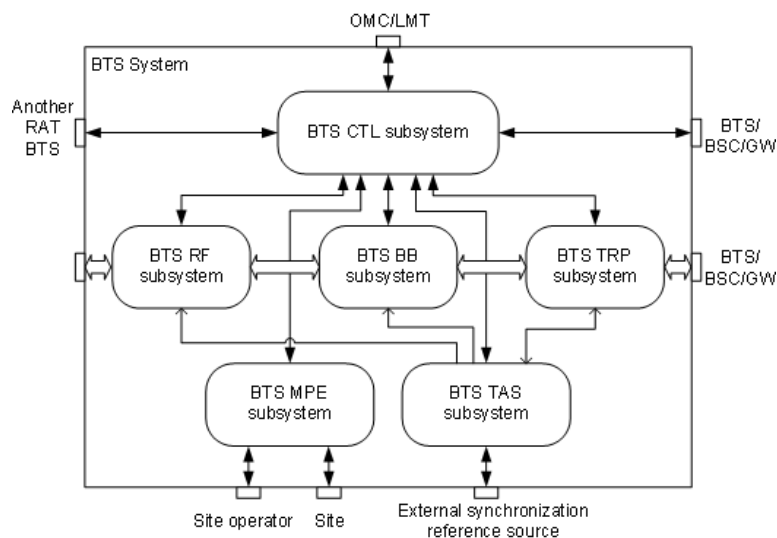 OMC/LMT
BTS System
Another
RAT
BTS
BTS CTL subsystem
BTS/
BSC/GW
BTS RF
subsystem
BTS BB
subsystem
BTS TRP
subsystem
BTS/
BSC/GW
BTS MPE
subsystem
BTS TAS
subsystem
Site operator
Site
External synchronization
reference source